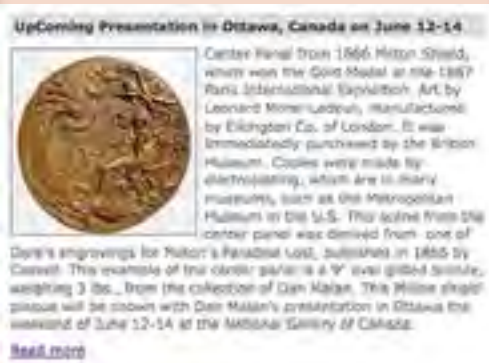 UpComing Presentation in Ottawa, Canada on June 12-14
Center Panel from 1866 Milton Shield,
which won the Gold Medal at the 1867
Paris International Exposition. Art by
Leonard Morel-Ladeuil, manufactured
by Elkington Co. of London. It was
immediately purchased by the British
Museum. Copies were made by
electroplating, which are in many
museums, such as the Metropolitan
Museum in the U.S. This scene from the
center panel was derived from one of
Dore's engravings for Milton's Paradise Lost, published in 1866 by
Cassell. This example of the center panel is a 9" oval gilded bronze,
weighing 3 lbs., from the collection of Dan Malan. This Milton shield
plaque will be shown with Dan Malan's presentation in Ottawa the
weekend of June 12-14 at the National Gallery of Canada.
Read more